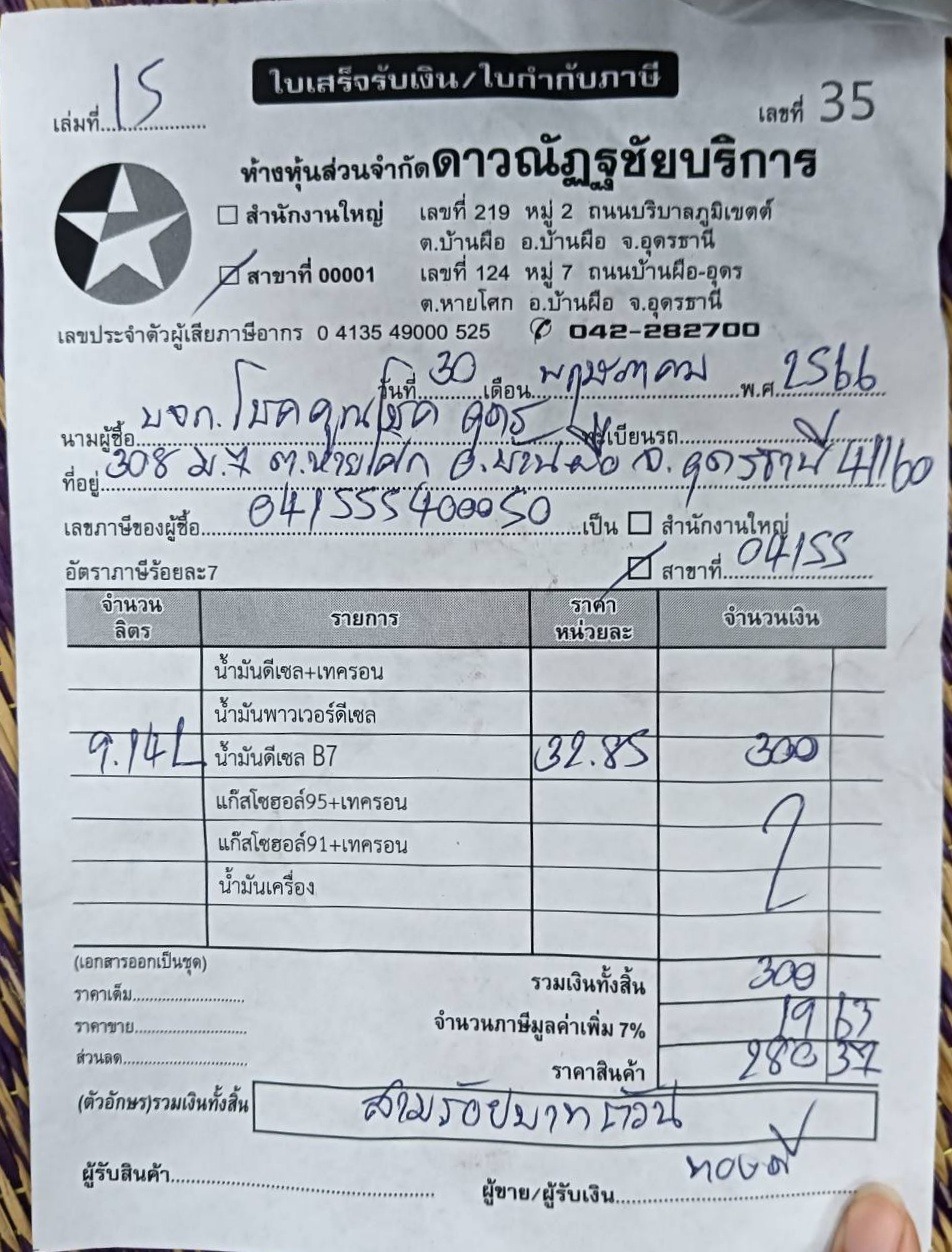 ใบเสร็จรับเงิน/ใบกำกับภาษี
เล่มที่ 15
เลขที่ 35
ห้างหุ้นส่วนจำกัดดาวณัฏฐชัยบริการ
สำนักงานใหญ่ เลขที่ 219 หมู่ 2 ถนนบริบาลภูมิเขตต์
ต.บ้านผือ อ.บ้านผือ จ.อุดรธานี
สาขาที่ 00001 เลขที่ 124 หมู่ 7 ถนนบ้านผือ-อุดร
ต.หายโศก อ.บ้านผือ จ.อุดรธานี
เลขประจำตัวผู้เสียภาษีอากร 0 4135 49000 525 042-282700
วันที่ 30 เดือน พฤษภาคม พ.ศ. 2566
นามผู้ซื้อ บจก. โชคคูณโชค อุดร ทะเบียนรถ
ที่อยู่ 308 ม.7 ต.หายโศก อ.บ้านผือ จ.อุดรธานี 41160
เลขภาษีของผู้ซื้อ 041555400050 เป็น สำนักงานใหญ่
อัตราภาษีร้อยละ7 สาขาที่ 04155
จำนวนลิตร รายการ ราคาหน่วยละ จำนวนเงิน
น้ำมันดีเซล+เทครอน
น้ำมันพาวเวอร์ดีเซล
9.14L น้ำมันดีเซล B7 32.85 300
แก๊สโซฮอล์95+เทครอน
แก๊สโซฮอล์91+เทครอน
น้ำมันเครื่อง
(เอกสารออกเป็นชุด)
รวมเงินทั้งสิ้น 300
ราคาเต็ม
จำนวนภาษีมูลค่าเพิ่ม 7% 19 63
ราคาขาย
ราคาสินค้า 280 37
ส่วนลด
(ตัวอักษร)รวมเงินทั้งสิ้น สามร้อยบาทถ้วน
ผู้รับสินค้า
ผู้ขาย/ผู้รับเงิน ทองดี